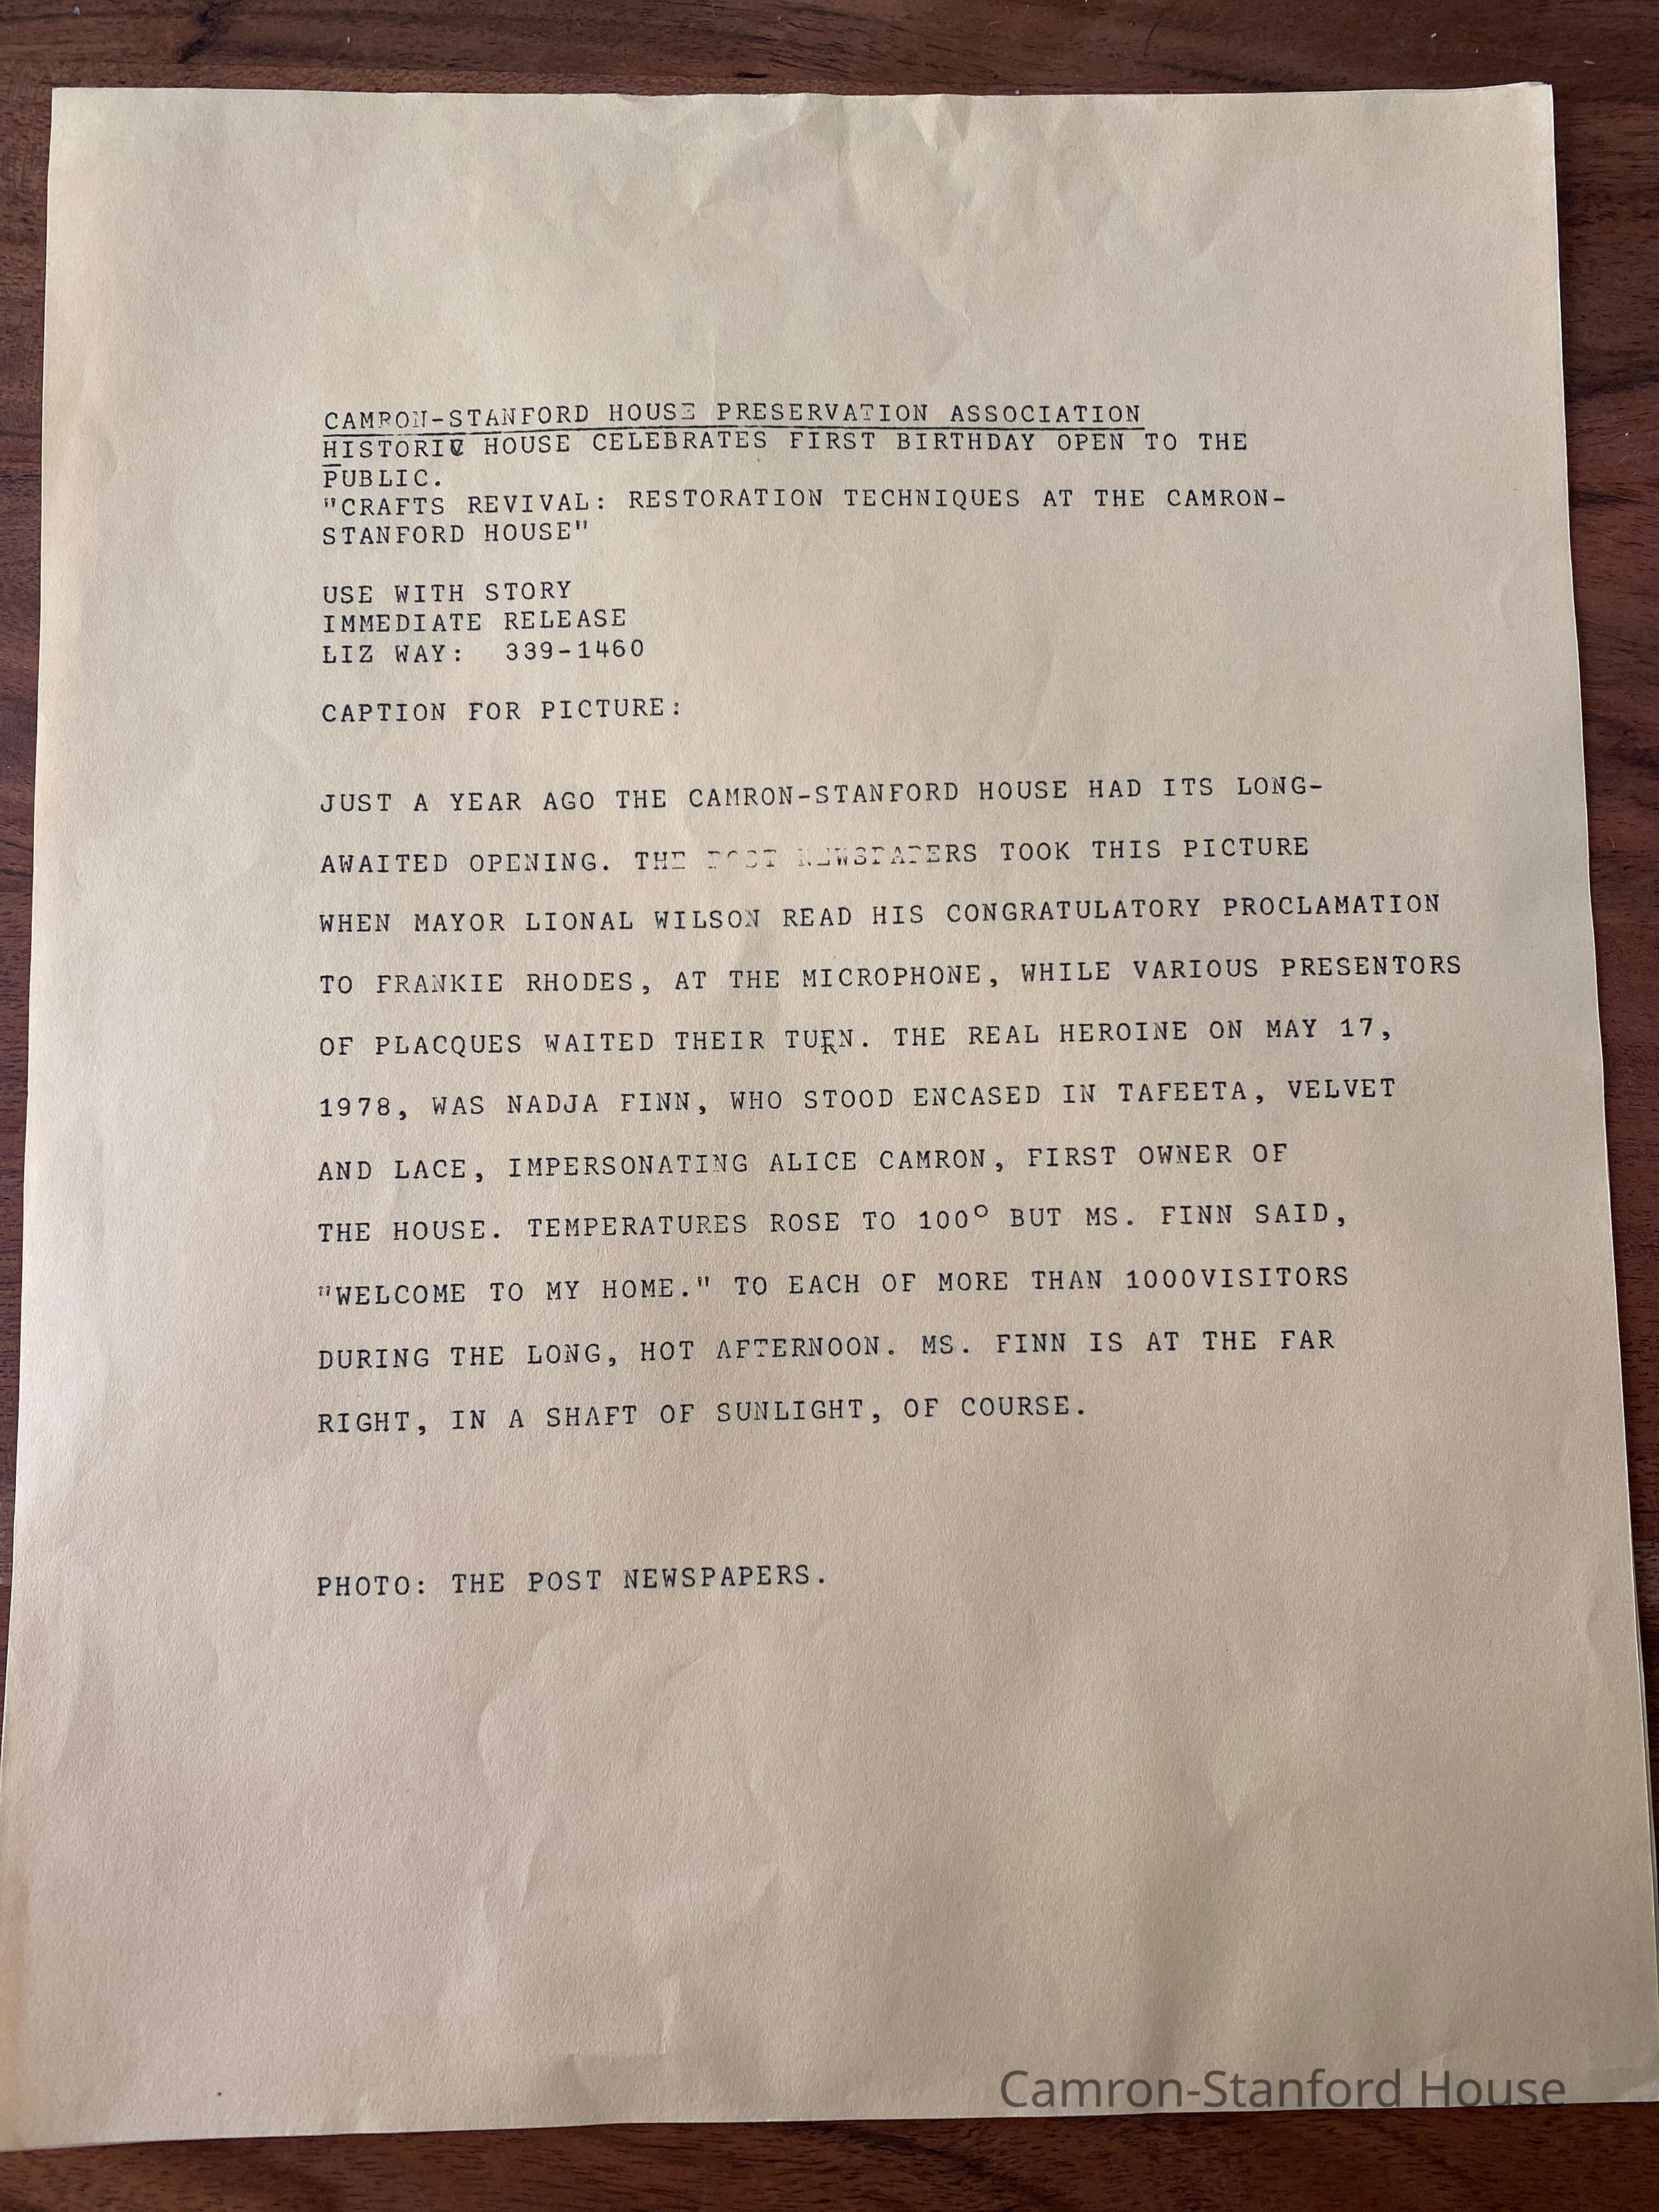 CAMRON-STANFORD HOUSE PRESERVATION ASSOCIATION
HISTORIC HOUSE CELEBRATES FIRST BIRTHDAY OPEN TO THE
PUBLIC.
"CRAFTS REVIVAL: RESTORATION TECHNIQUES AT THE CAMRON-
STANFORD HOUSE"
USE WITH STORY
IMMEDIATE RELEASE
LIZ WAY: 339-1460
CAPTION FOR PICTURE:
JUST A YEAR AGO THE CAMRON-STANFORD HOUSE HAD ITS LONG-
AWAITED OPENING. THE POST NEWSPAPERS TOOK THIS PICTURE
WHEN MAYOR LIONAL WILSON READ HIS CONGRATULATORY PROCLAMATION
TO FRANKIE RHODES, AT THE MICROPHONE, WHILE VARIOUS PRESENTORS
OF PLACQUES WAITED THEIR TURN. THE REAL HEROINE ON MAY 17,
1978, WAS NADJA FINN, WHO STOOD ENCASED IN TAFEETA, VELVET
AND LACE, IMPERSONATING ALICE CAMRON, FIRST OWNER OF
THE HOUSE. TEMPERATURES ROSE TO 100° BUT MS. FINN SAID,
"WELCOME TO MY HOME." TO EACH OF MORE THAN 1000VISITORS
DURING THE LONG, HOT AFTERNOON. MS. FINN IS AT THE FAR
RIGHT, IN A SHAFT OF SUNLIGHT, OF COURSE.
PHOTO: THE POST NEWSPAPERS.
Camron-Stanford House